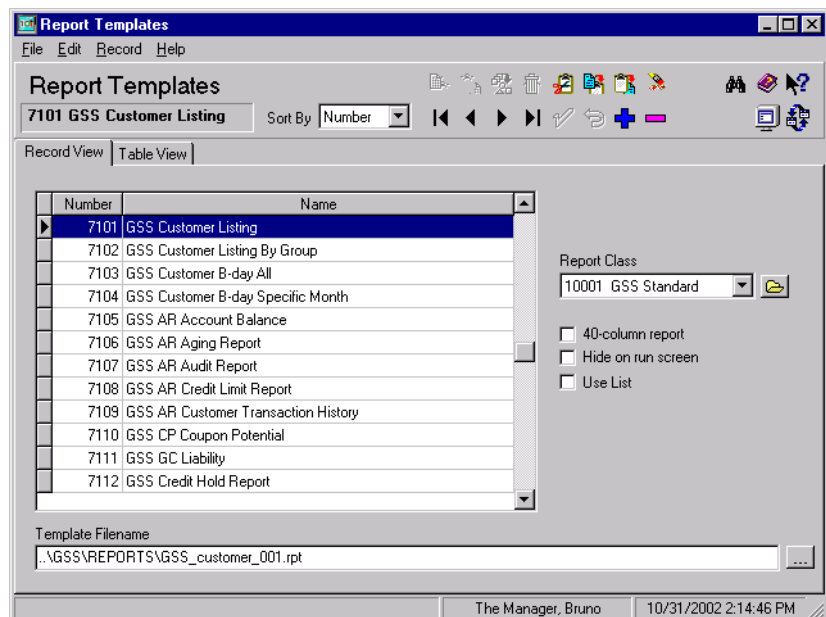 Report Templates
File Edit Record Help
Report Templates
7101 GSS Customer Listing
Sort By Number
Record View Table View
Number Name
7101 GSS Customer Listing
7102 GSS Customer Listing By Group
7103 GSS Customer B-day All
7104 GSS Customer B-day Specific Month
7105 GSS AR Account Balance
7106 GSS AR Aging Report
7107 GSS AR Audit Report
7108 GSS AR Credit Limit Report
7109 GSS AR Customer Transaction History
7110 GSS CP Coupon Potential
7111 GSS GC Liability
7112 GSS Credit Hold Report
Report Class
10001 GSS Standard
40-column report
Hide on run screen
Use List
Template Filename
..\GSS\REPORTS\GSS_customer_001.rpt
...
The Manager, Bruno 10/31/2002 2:14:46 PM